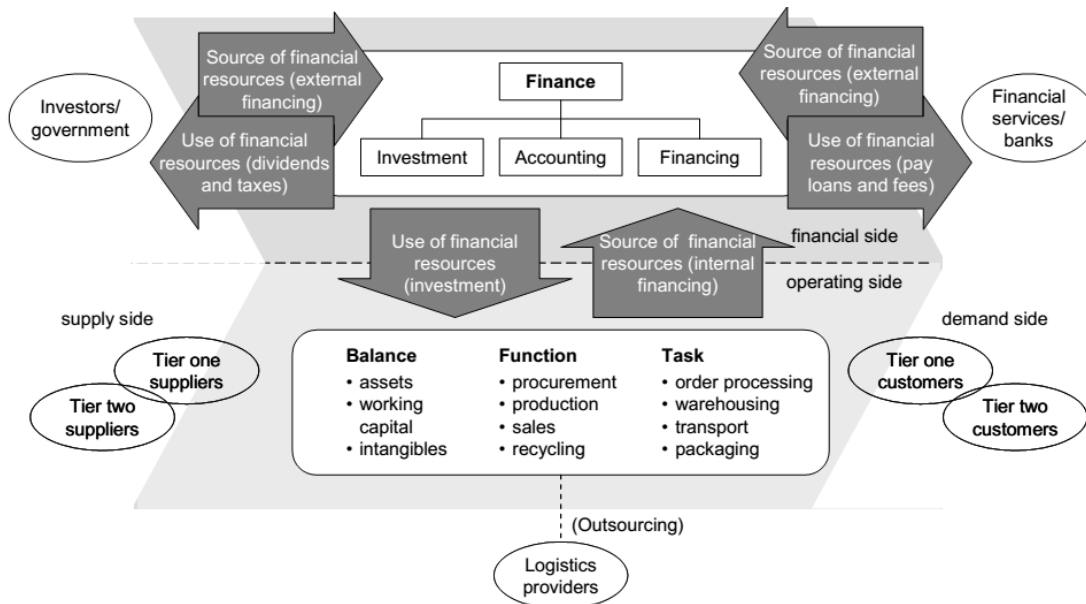 Source of financial
resources (external
financing)
Investors/
government
Use of financial
resources (dividends
and taxes)
Finance
Investment
Accounting
Financing
Source of financial
resources (external
financing)
Financial
services/
banks
Use of financial
resources (pay
loans and fees)
Use of financial
resources
(investment)
Source of financial
resources (internal
financing)
financial side
operating side
supply side
demand side
Tier one
suppliers
Tier two
suppliers
Balance
• assets
• working
capital
• intangibles
Function
• procurement
• production
• sales
• recycling
Task
• order processing
• warehousing
• transport
• packaging
Tier one
customers
Tier two
customers
(Outsourcing)
Logistics
providers